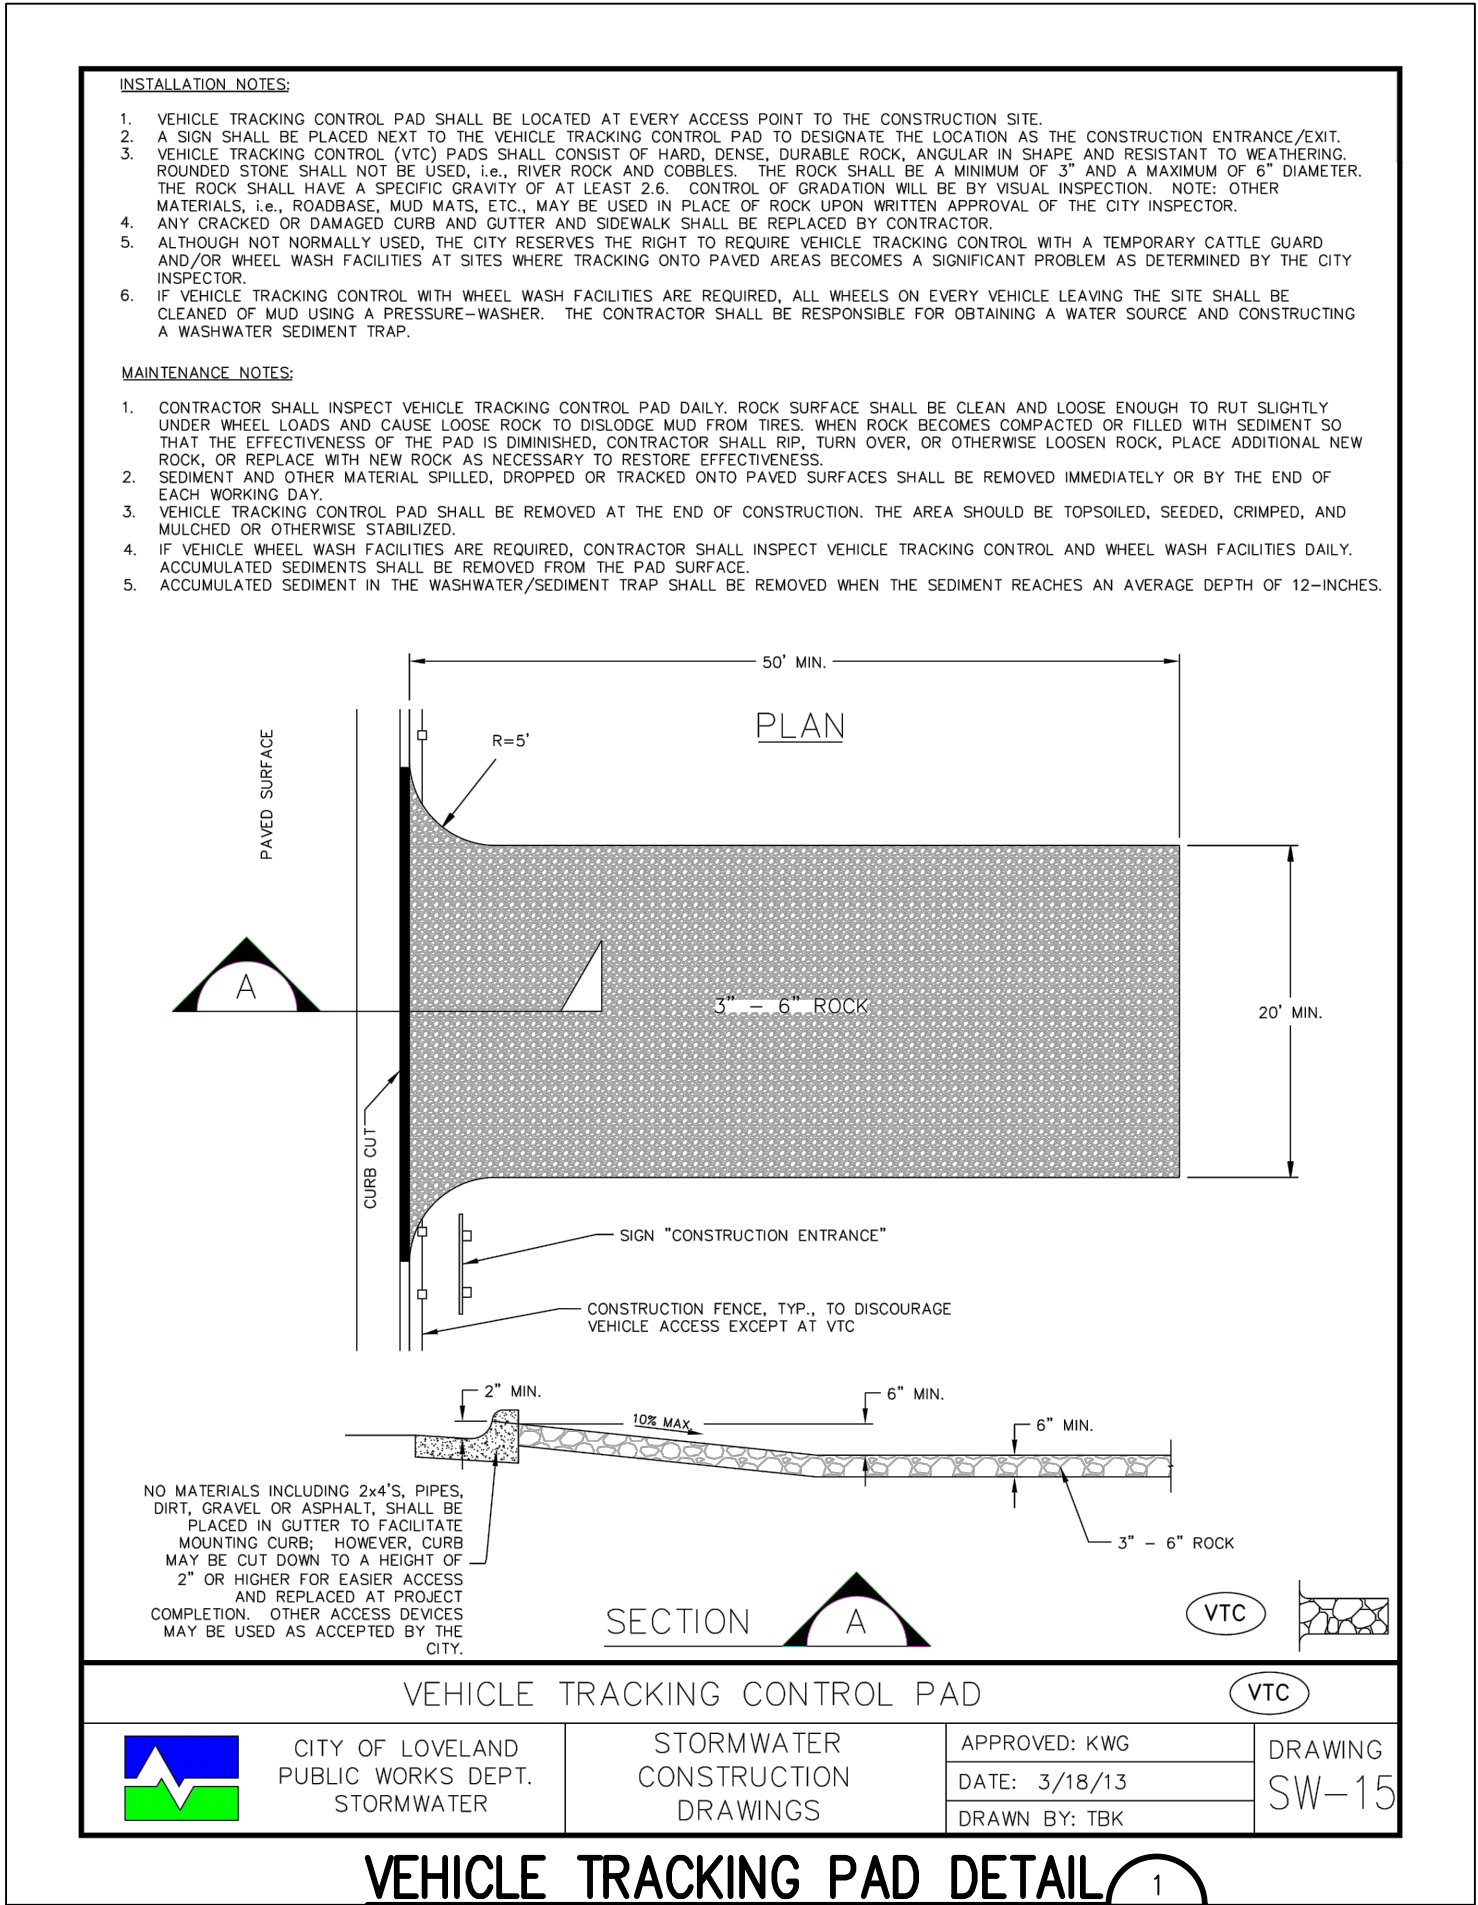 INSTALLATION NOTES:
1. VEHICLE TRACKING CONTROL PAD SHALL BE LOCATED AT EVERY ACCESS POINT TO THE CONSTRUCTION SITE.
2. A SIGN SHALL BE PLACED NEXT TO THE VEHICLE TRACKING CONTROL PAD TO DESIGNATE THE LOCATION AS THE CONSTRUCTION ENTRANCE/EXIT.
3. VEHICLE TRACKING CONTROL (VTC) PADS SHALL CONSIST OF HARD, DENSE, DURABLE ROCK, ANGULAR IN SHAPE AND RESISTANT TO WEATHERING.
ROUNDED STONE SHALL NOT BE USED, i.e., RIVER ROCK AND COBBLES. THE ROCK SHALL BE A MINIMUM OF 3" AND A MAXIMUM OF 6" DIAMETER.
THE ROCK SHALL HAVE A SPECIFIC GRAVITY OF AT LEAST 2.6. CONTROL OF GRADATION WILL BE BY VISUAL INSPECTION. NOTE: OTHER
MATERIALS, i.e., ROADBASE, MUD MATS, ETC., MAY BE USED IN PLACE OF ROCK UPON WRITTEN APPROVAL OF THE CITY INSPECTOR.
4. ANY CRACKED OR DAMAGED CURB AND GUTTER AND SIDEWALK SHALL BE REPLACED BY CONTRACTOR.
5. ALTHOUGH NOT NORMALLY USED, THE CITY RESERVES THE RIGHT TO REQUIRE VEHICLE TRACKING CONTROL WITH A TEMPORARY CATTLE GUARD
AND/OR WHEEL WASH FACILITIES AT SITES WHERE TRACKING ONTO PAVED AREAS BECOMES A SIGNIFICANT PROBLEM AS DETERMINED BY THE CITY
INSPECTOR.
6. IF VEHICLE TRACKING CONTROL WITH WHEEL WASH FACILITIES ARE REQUIRED, ALL WHEELS ON EVERY VEHICLE LEAVING THE SITE SHALL BE
CLEANED OF MUD USING A PRESSURE-WASHER. THE CONTRACTOR SHALL BE RESPONSIBLE FOR OBTAINING A WATER SOURCE AND CONSTRUCTING
A WASHWATER SEDIMENT TRAP.
MAINTENANCE NOTES:
1. CONTRACTOR SHALL INSPECT VEHICLE TRACKING CONTROL PAD DAILY. ROCK SURFACE SHALL BE CLEAN AND LOOSE ENOUGH TO RUT SLIGHTLY
UNDER WHEEL LOADS AND CAUSE LOOSE ROCK TO DISLODGE MUD FROM TIRES. WHEN ROCK BECOMES COMPACTED OR FILLED WITH SEDIMENT SO
THAT THE EFFECTIVENESS OF THE PAD IS DIMINISHED, CONTRACTOR SHALL RIP, TURN OVER, OR OTHERWISE LOOSEN ROCK, PLACE ADDITIONAL NEW
ROCK, OR REPLACE WITH NEW ROCK AS NECESSARY TO RESTORE EFFECTIVENESS.
2. SEDIMENT AND OTHER MATERIAL SPILLED, DROPPED OR TRACKED ONTO PAVED SURFACES SHALL BE REMOVED IMMEDIATELY OR BY THE END OF
EACH WORKING DAY.
3. VEHICLE TRACKING CONTROL PAD SHALL BE REMOVED AT THE END OF CONSTRUCTION. THE AREA SHOULD BE TOPSOILED, SEEDED, CRIMPED, AND
MULCHED OR OTHERWISE STABILIZED.
4. IF VEHICLE WHEEL WASH FACILITIES ARE REQUIRED, CONTRACTOR SHALL INSPECT VEHICLE TRACKING CONTROL AND WHEEL WASH FACILITIES DAILY.
ACCUMULATED SEDIMENTS SHALL BE REMOVED FROM THE PAD SURFACE.
5. ACCUMULATED SEDIMENT IN THE WASHWATER/SEDIMENT TRAP SHALL BE REMOVED WHEN THE SEDIMENT REACHES AN AVERAGE DEPTH OF 12-INCHES.
50' MIN.
PLAN
R=5'
PAVED SURFACE
A
3" - 6" ROCK
20' MIN.
CURB CUT
SIGN "CONSTRUCTION ENTRANCE"
CONSTRUCTION FENCE, TYP., TO DISCOURAGE
VEHICLE ACCESS EXCEPT AT VTC
2" MIN.
6" MIN.
10% MAX.
6" MIN.
3" - 6" ROCK
NO MATERIALS INCLUDING 2x4'S, PIPES,
DIRT, GRAVEL OR ASPHALT, SHALL BE
PLACED IN GUTTER TO FACILITATE
MOUNTING CURB; HOWEVER, CURB
MAY BE CUT DOWN TO A HEIGHT OF
2" OR HIGHER FOR EASIER ACCESS
AND REPLACED AT PROJECT
COMPLETION. OTHER ACCESS DEVICES
MAY BE USED AS ACCEPTED BY THE
CITY.
SECTION A
VTC
VEHICLE TRACKING CONTROL PAD
VTC
CITY OF LOVELAND
PUBLIC WORKS DEPT.
STORMWATER
STORMWATER
CONSTRUCTION
DRAWINGS
APPROVED: KWG
DATE: 3/18/13
DRAWN BY: TBK
DRAWING
SW-15
VEHICLE TRACKING PAD DETAIL 1